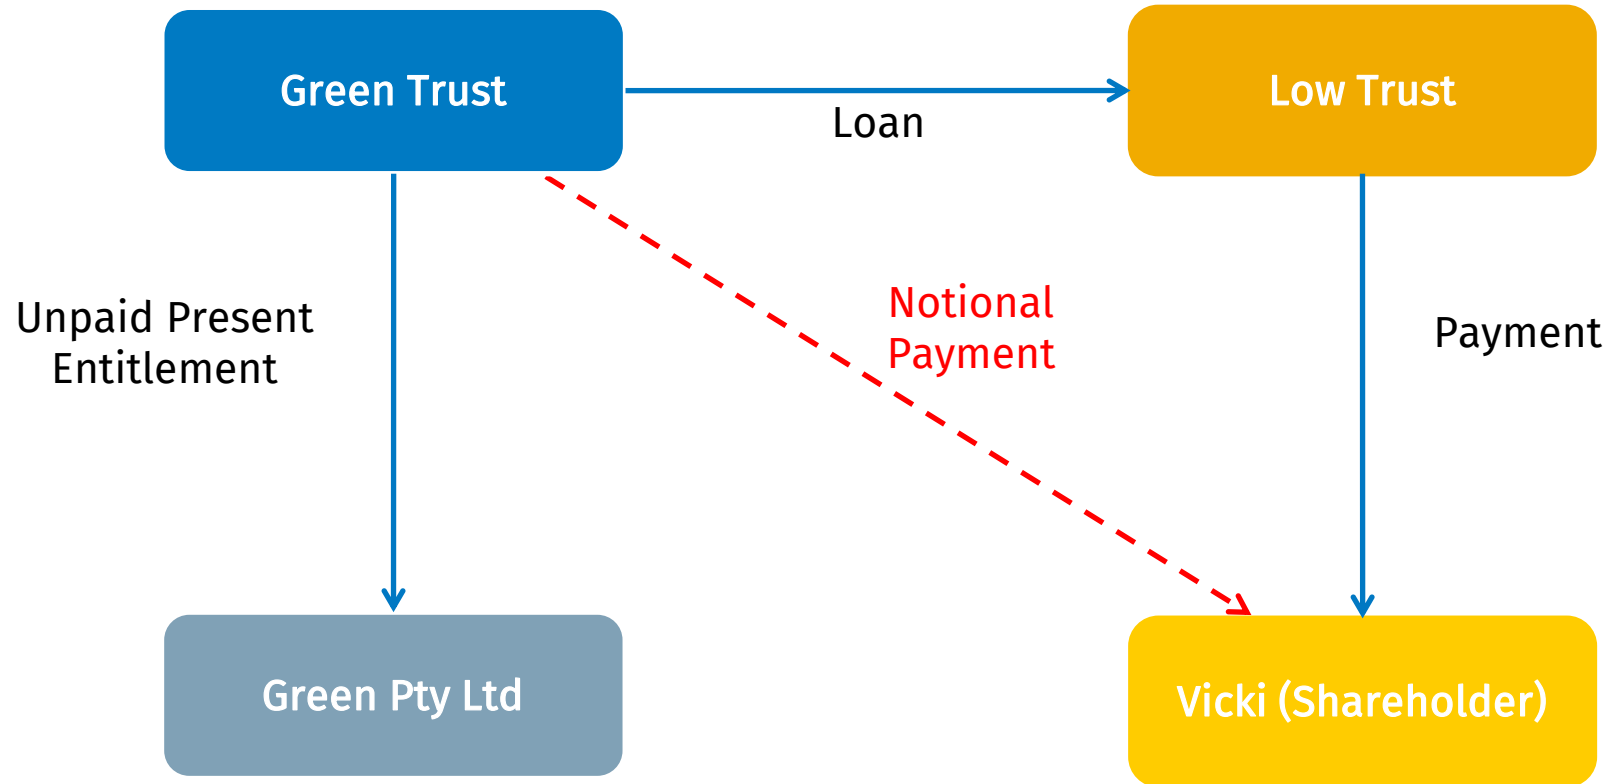 Green Trust
Low Trust
Loan
Unpaid Present
Entitlement
Notional
Payment
Payment
Green Pty Ltd
Vicki (Shareholder)